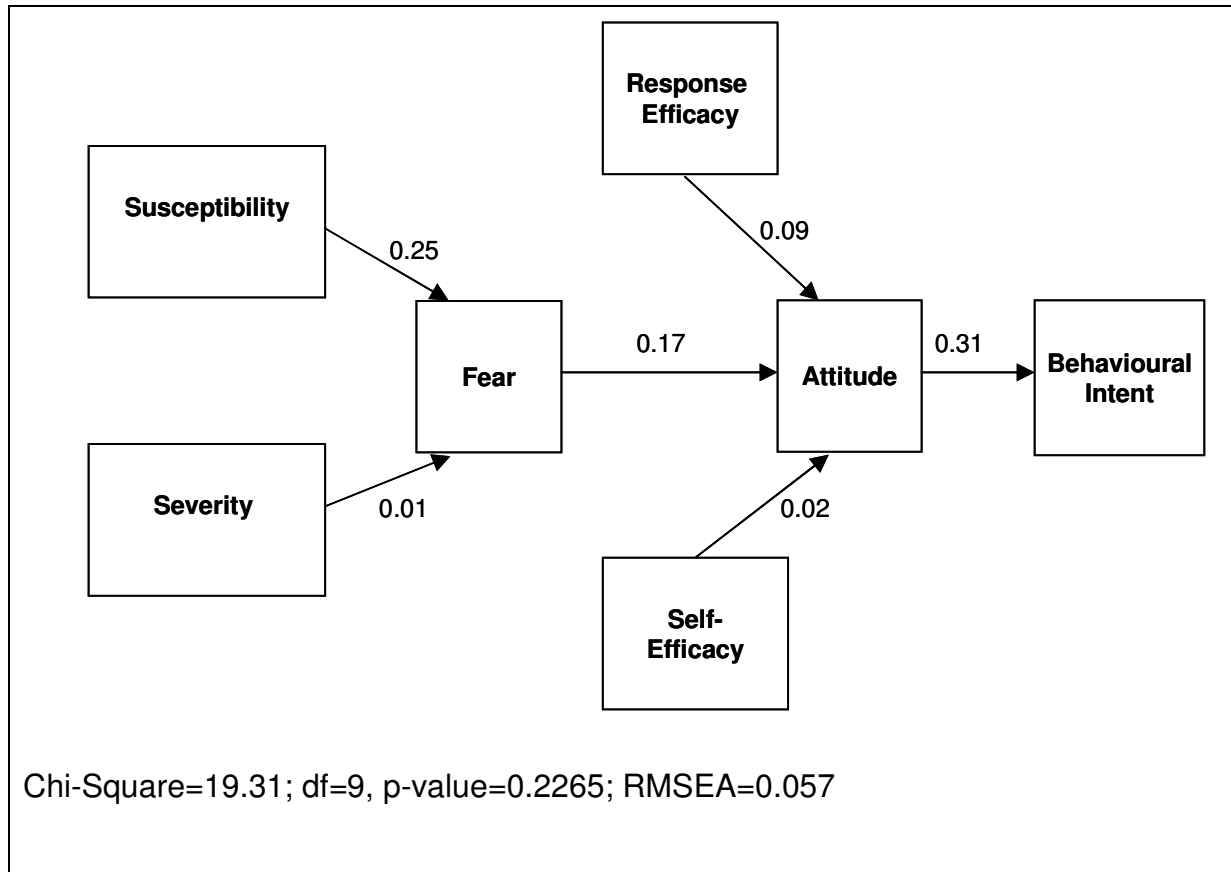 Response
Efficacy
Susceptibility
0.09
0.25
0.17
0.31
Fear
Attitude
Behavioural
Intent
Severity
0.01
0.02
Self-
Efficacy
Chi-Square=19.31; df=9, p-value=0.2265; RMSEA=0.057